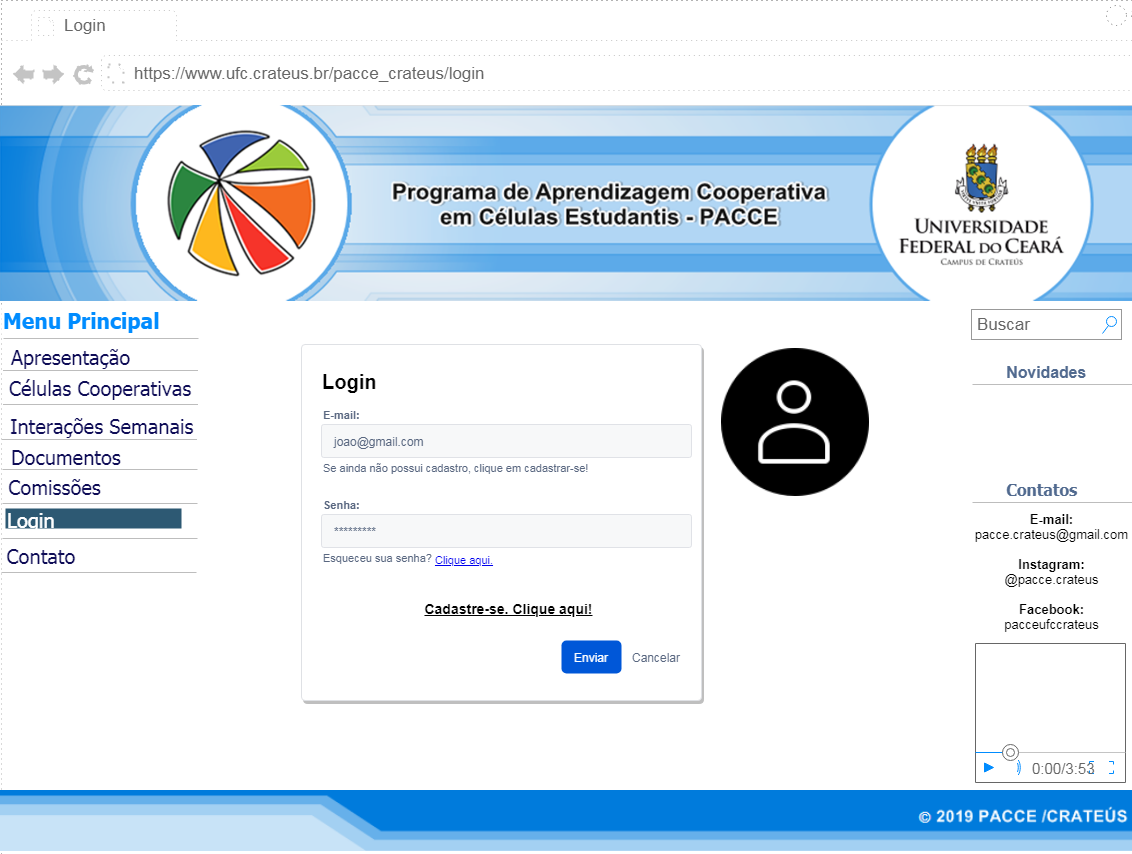 Login
https://www.ufc.crateus.br/pacce_crateus/login
Programa de Aprendizagem Cooperativa
em Células Estudantis - PACCE
UNIVERSIDADE
FEDERAL DO CEARÁ
CAMPUS DE CRATEÚS
Menu Principal
Apresentação
Células Cooperativas
Interações Semanais
Documentos
Comissões
Login
Contato
Login
E-mail:
joao@gmail.com
Se ainda não possui cadastro, clique em cadastrar-se!
Senha:
*********
Esqueceu sua senha? Clique aqui.
Cadastre-se. Clique aqui!
Enviar Cancelar
Buscar
Novidades
Contatos
E-mail:
pacce.crateus@gmail.com
Instagram:
@pacce.crateus
Facebook:
pacceufccrateus
0:00/3:53
© 2019 PACCE /CRATEÚS